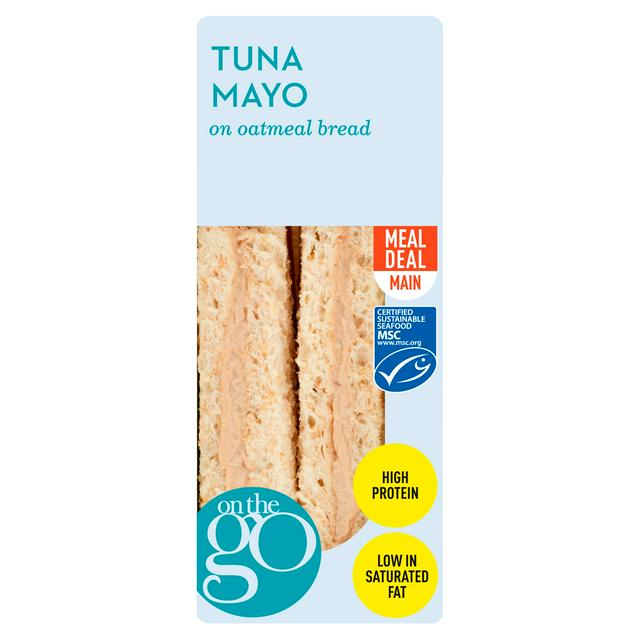 TUNA
MAYO
on oatmeal bread
MEAL
DEAL
MAIN
CERTIFIED
SUSTAINABLE
SEAFOOD
MSC
www.msc.org
HIGH
PROTEIN
LOW IN
SATURATED
FAT
on the
go